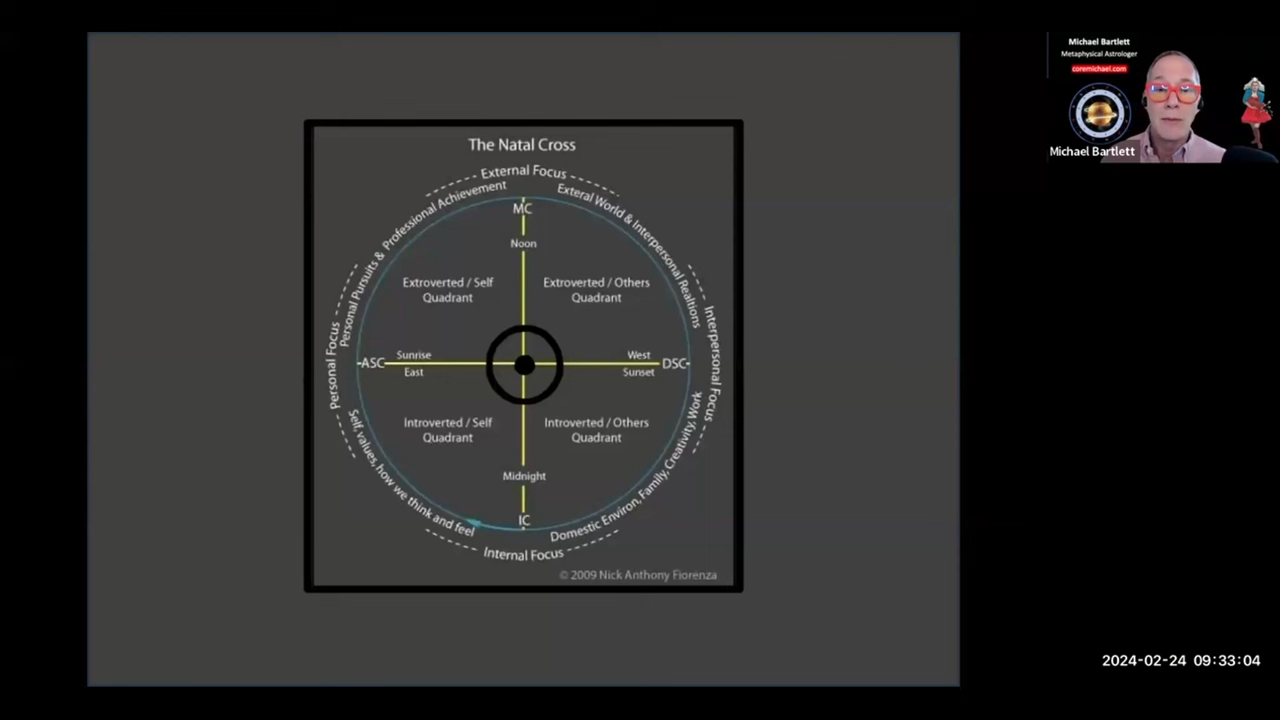 The Natal Cross
External Focus
Personal Pursuits & Professional Achievement
Exteral World & Interpersonal Realtions
MC
Noon
Extroverted / Self
Quadrant
Extroverted / Others
Quadrant
Personal Focus
Interpersonal Focus
ASC
Sunrise
East
West
Sunset
DSC
Introverted / Self
Quadrant
Introverted / Others
Quadrant
Midnight
IC
Self, values, how we think and feel
Domestic Environ, Family, Creativity, Work
Internal Focus
© 2009 Nick Anthony Fiorenza
Michael Bartlett
Metaphysical Astrologer
coremichael.com
Michael Bartlett
2024-02-24 09:33:04